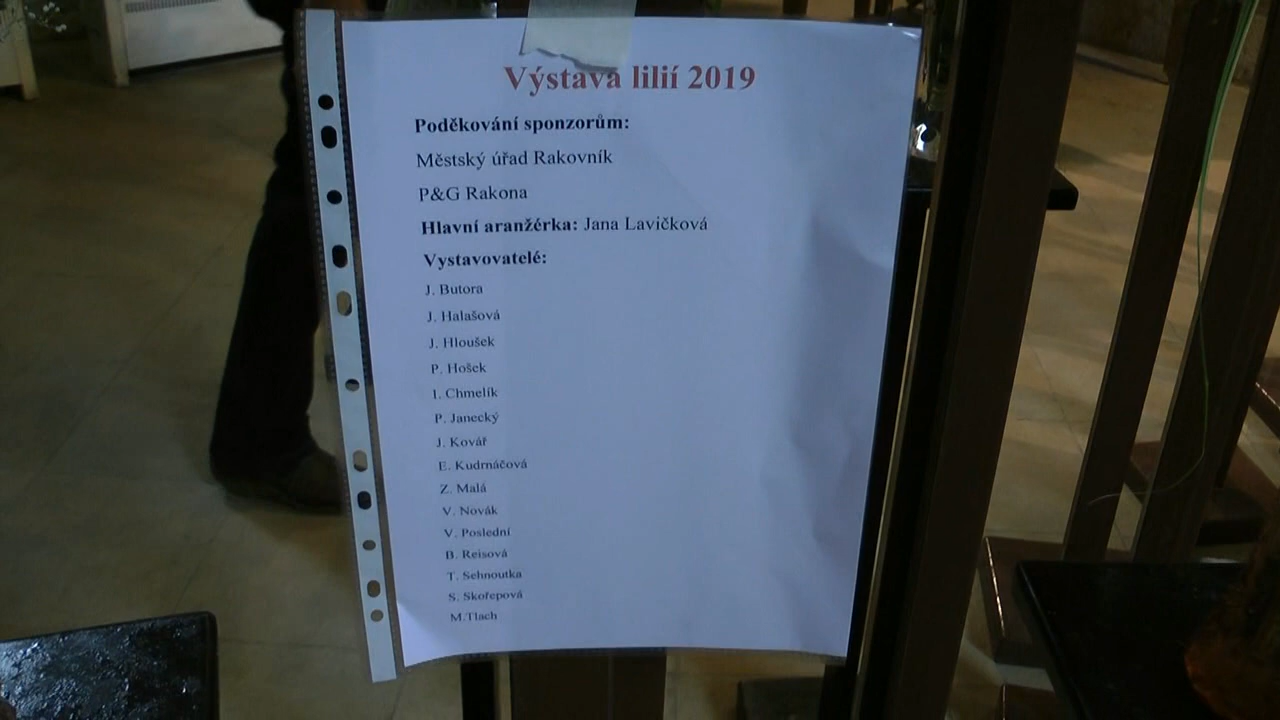 Výstava lilií 2019
Poděkování sponzorům:
Městský úřad Rakovník
P&G Rakona
Hlavní aranžérka: Jana Lavičková
Vystavovatelé:
J. Butora
J. Halašová
J. Hloušek
P. Hošek
I. Chmelík
P. Janecký
J. Kovář
E. Kudrnáčová
Z. Malá
V. Novák
V. Poslední
B. Reisová
T. Sehnoutka
S. Skořepová
M.Tlach